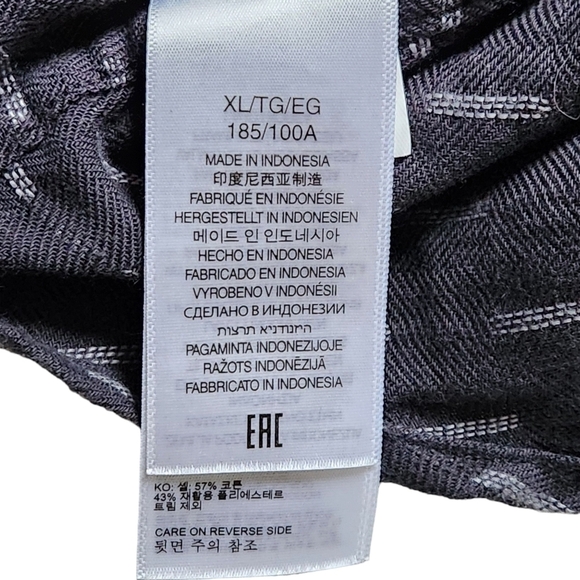 XL/TG/EG
185/100A
MADE IN INDONESIA
印度尼西亚制造
FABRIQUÉ EN INDONÉSIE
HERGESTELLT IN INDONESIEN
메이드 인 인도네시아
HECHO EN INDONESIA
FABRICADO EN INDONESIA
VYROBENO V INDONÉSII
СДЕЛАНО В ИНДОНЕЗИИ
תוצרת אינדונזיה
PAGAMINTA INDONEZIJOJE
RAŽOTS INDONĒZIJĀ
FABBRICATO IN INDONESIA
EAC
KO: 셸: 57% 코튼
43% 재활용 폴리에스테르
트림 제외
CARE ON REVERSE SIDE
뒷면 주의 참조